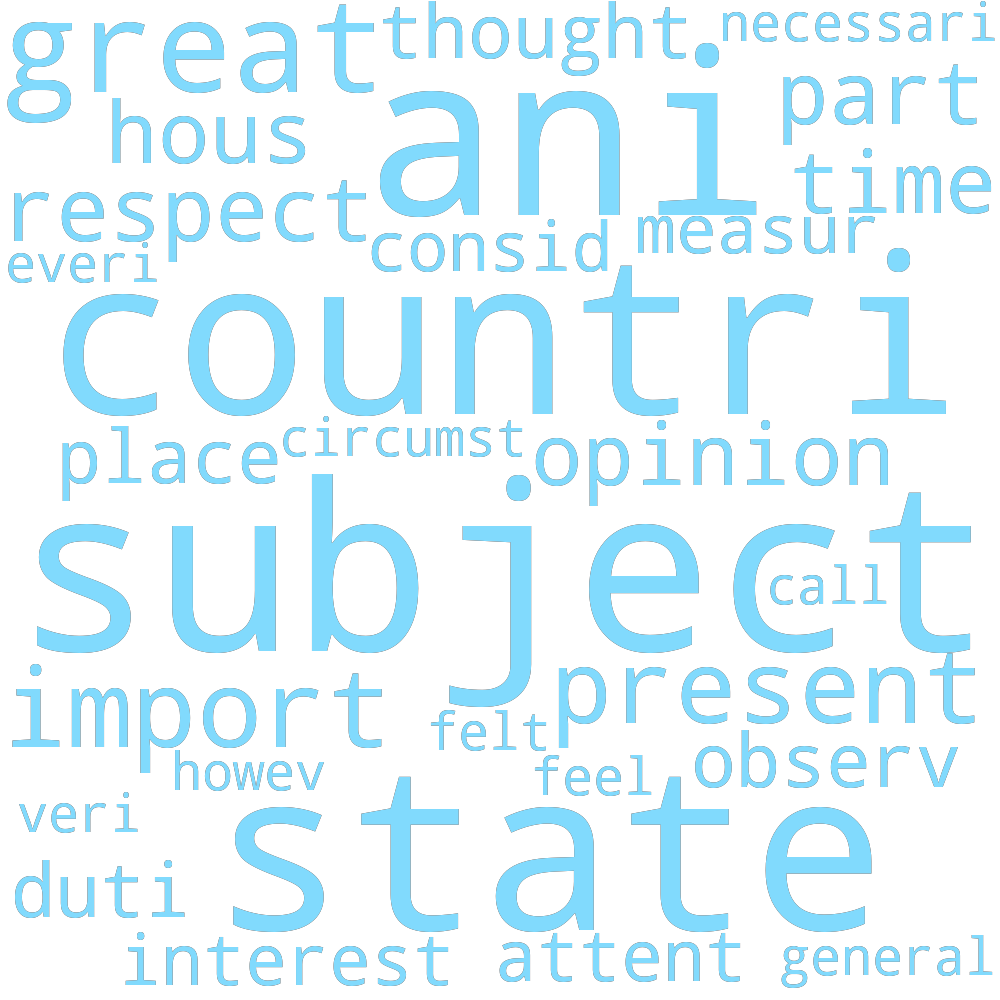 great thought necessari
ani part
hous time
respect measur
consid
everi
countri
circumst opinion
place
subject
call
import present
felt observ
howev feel
veri state
duti
interest attent general